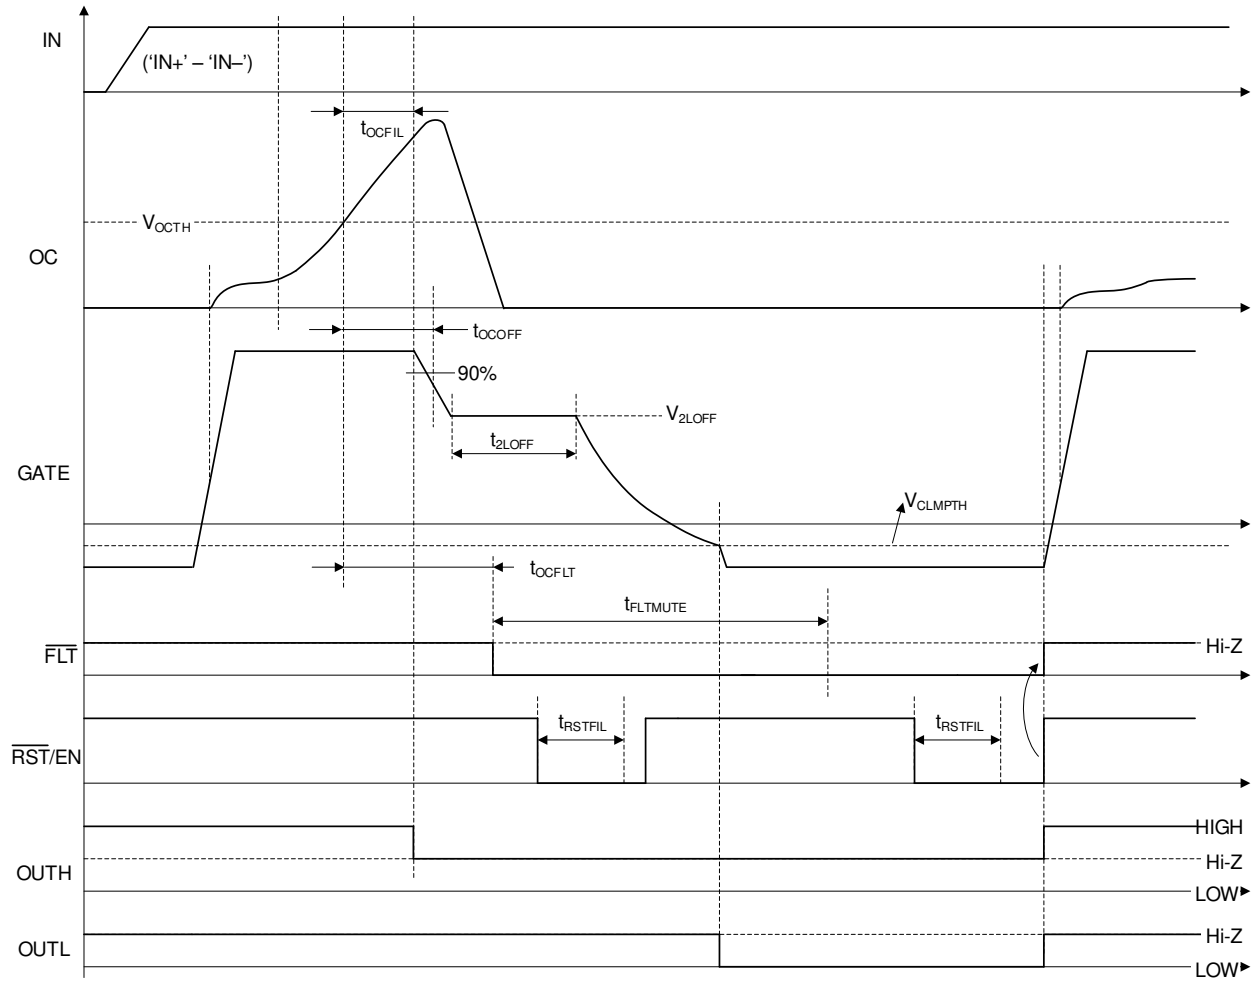 IN
(‘IN+’ – ‘IN–’)
tOCFIL
VOCTH
OC
tOCOFF
90%
V2LOFF
t2LOFF
GATE
VCLMPTH
tOCFLT
tFLTMUTE
FLT
Hi-Z
tRSTFIL
tRSTFIL
RST/EN
HIGH
OUTH
Hi-Z
LOW
OUTL
Hi-Z
LOW